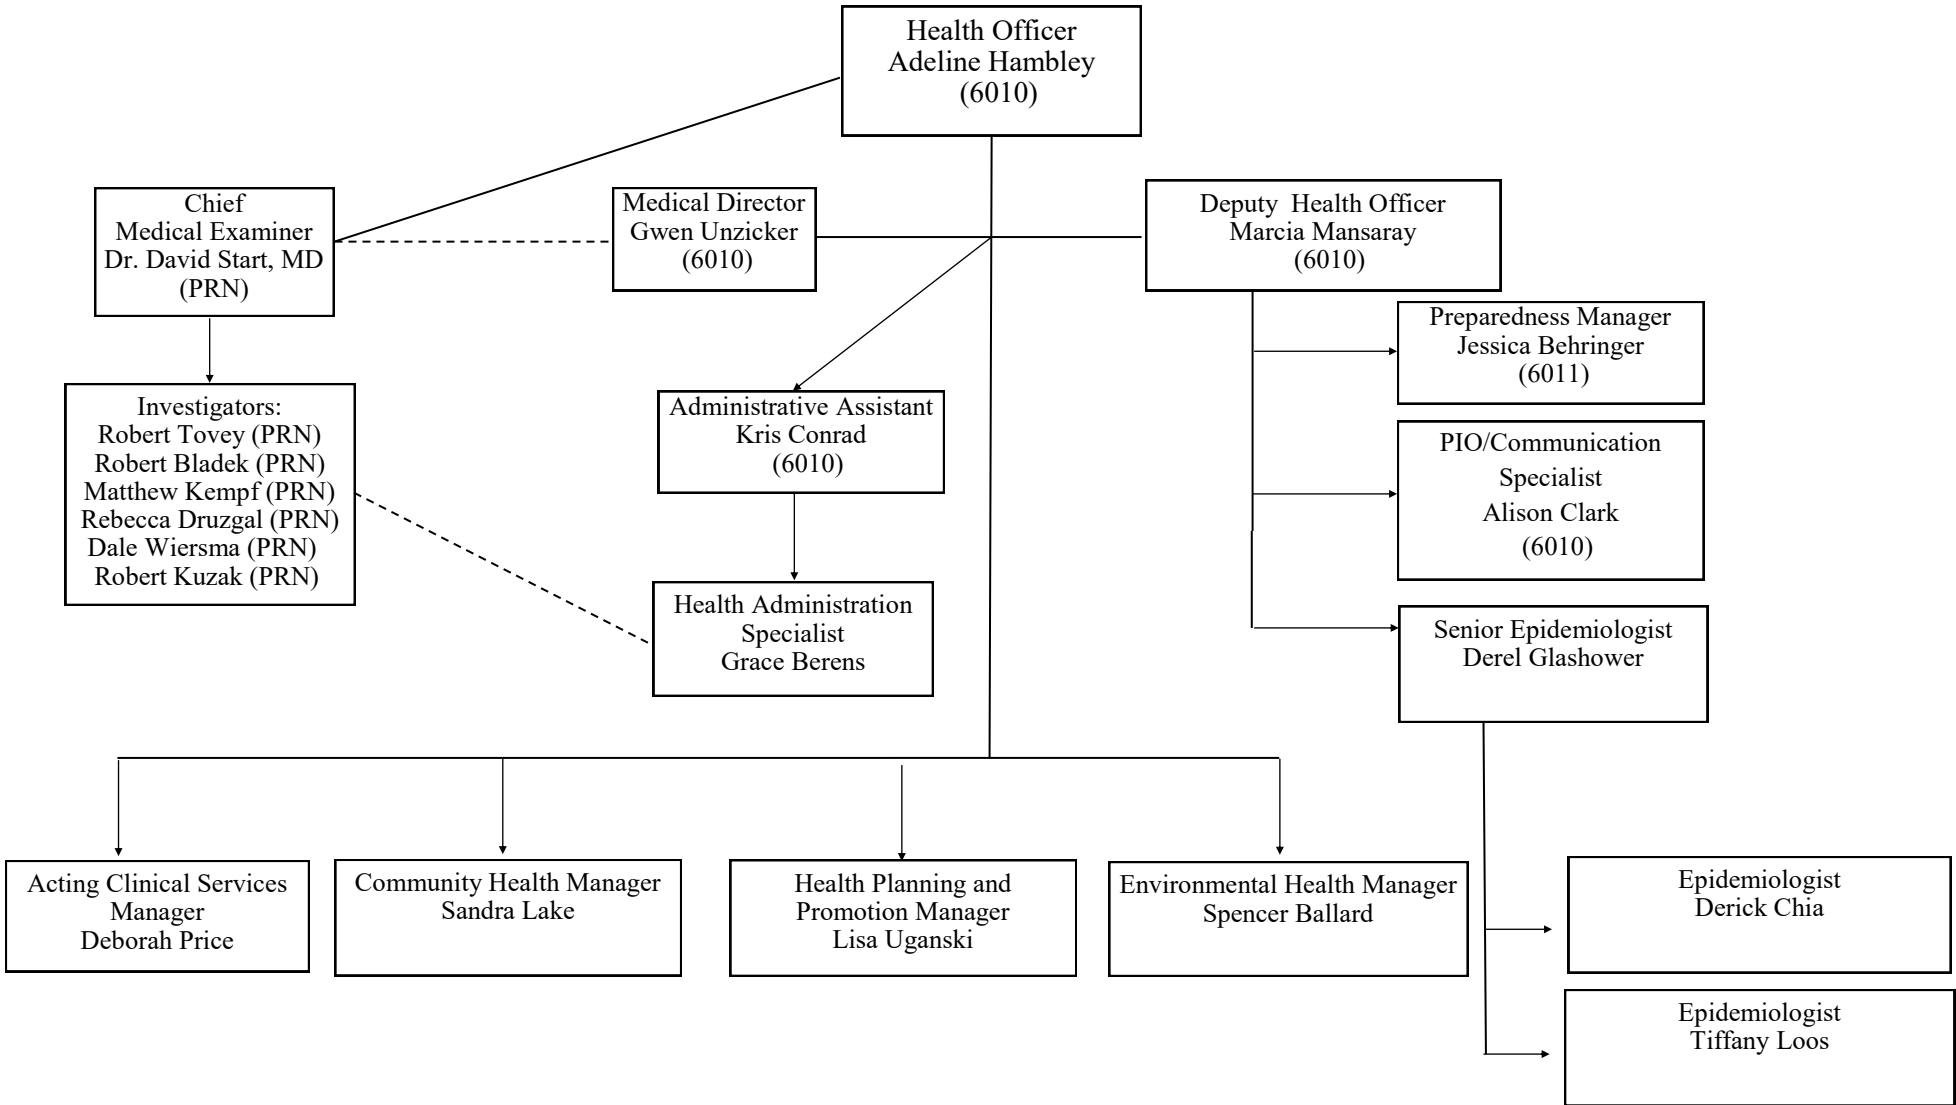 Health Officer
Adeline Hambley
(6010)
Chief
Medical Examiner
Dr. David Start, MD
(PRN)
Medical Director
Gwen Unzicker
(6010)
Deputy  Health Officer
Marcia Mansaray
(6010)
Preparedness Manager
Jessica Behringer
(6011)
Investigators:
Robert Tovey (PRN)
Robert Bladek (PRN)
Matthew Kempf (PRN)
Rebecca Druzgal (PRN)
Dale Wiersma (PRN)
Robert Kuzak (PRN)
Administrative Assistant
Kris Conrad
(6010)
PIO/Communication
Specialist
Alison Clark
(6010)
Health Administration
Specialist
Grace Berens
Senior Epidemiologist
Derel Glashower
Acting Clinical Services
Manager
Deborah Price
Community Health Manager
Sandra Lake
Health Planning and
Promotion Manager
Lisa Uganski
Environmental Health Manager
Spencer Ballard
Epidemiologist
Derick Chia
Epidemiologist
Tiffany Loos